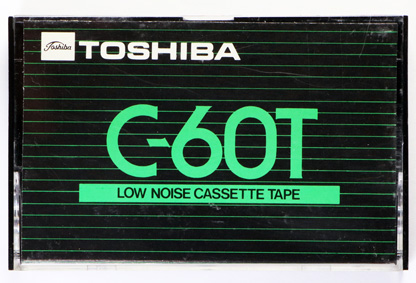 Toshiba TOSHIBA
C-60T
LOW NOISE CASSETTE TAPE